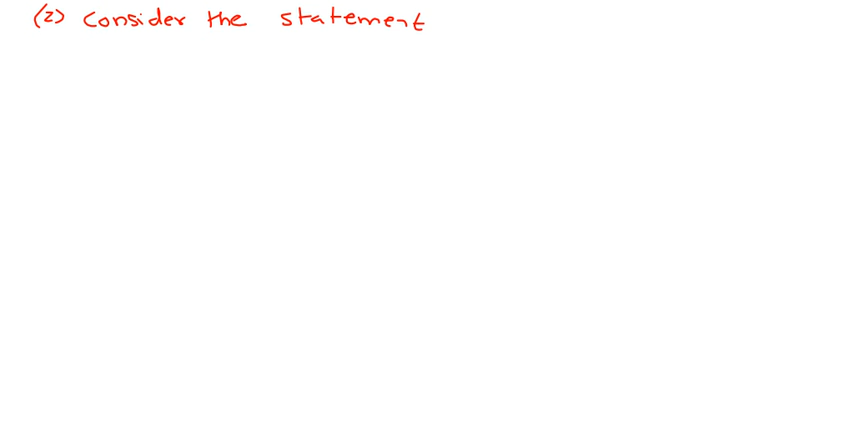 (2) Consider the statement